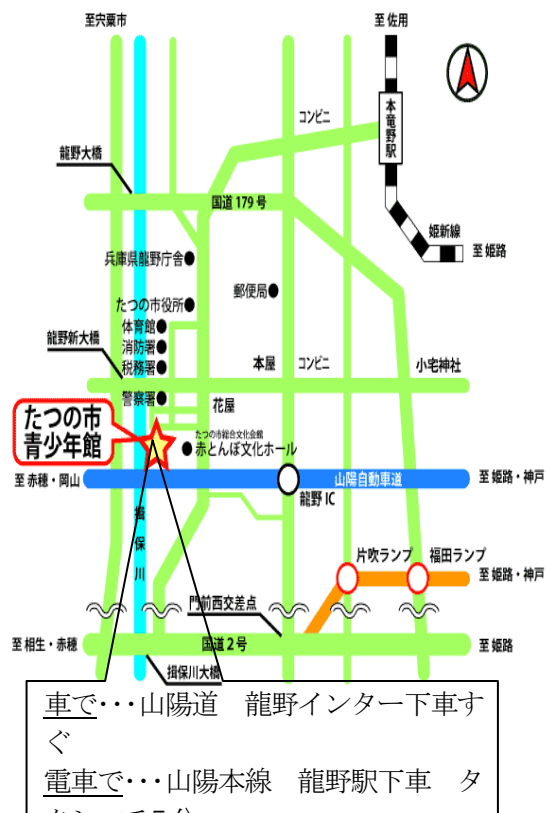 至宍粟市
至佐用
コンビニ
本竜野駅
龍野大橋
国道179号
姫新線
至姫路
兵庫県龍野庁舎
郵便局
たつの市役所
体育館
龍野新大橋
消防署
本屋
コンビニ
小宅神社
税務署
警察署
花屋
たつの市
青少年館
たつの市総合文化会館
赤とんぼ文化ホール
至赤穂・岡山
山陽自動車道
至姫路・神戸
龍野IC
揖保川
片吹ランプ
福田ランプ
至姫路・神戸
門前西交差点
至相生・赤穂
国道2号
至姫路
揖保川大橋
車で・・・山陽道 龍野インター下車す
ぐ
電車で・・・山陽本線 龍野駅下車 タ